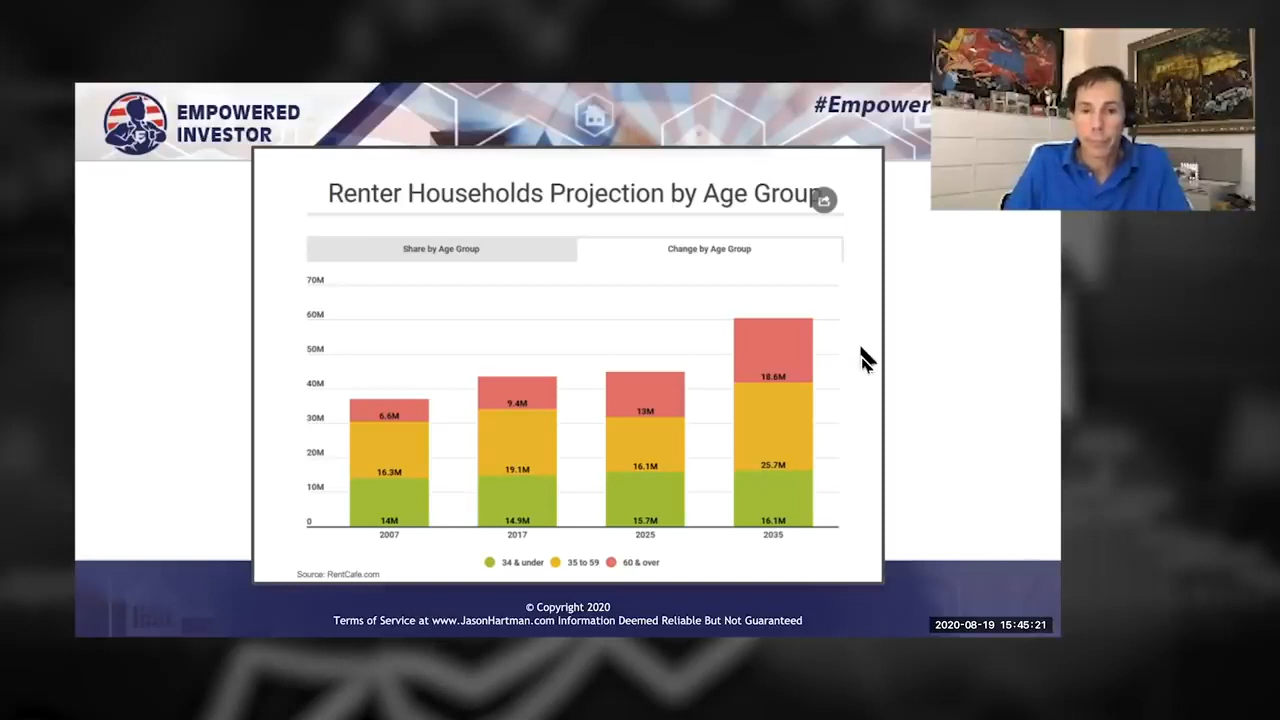 EMPOWERED
INVESTOR
#Empower
Renter Households Projection by Age Group
Share by Age Group
Change by Age Group
70M
60M
50M
40M
30M
20M
10M
0
6.6M
16.3M
14M
9.4M
19.1M
14.9M
13M
16.1M
15.7M
18.6M
25.7M
16.1M
2007
2017
2025
2035
34 & under
35 to 59
60 & over
Source: RentCafe.com
© Copyright 2020
Terms of Service at www.JasonHartman.com Information Deemed Reliable But Not Guaranteed
2020-08-19 15:45:21